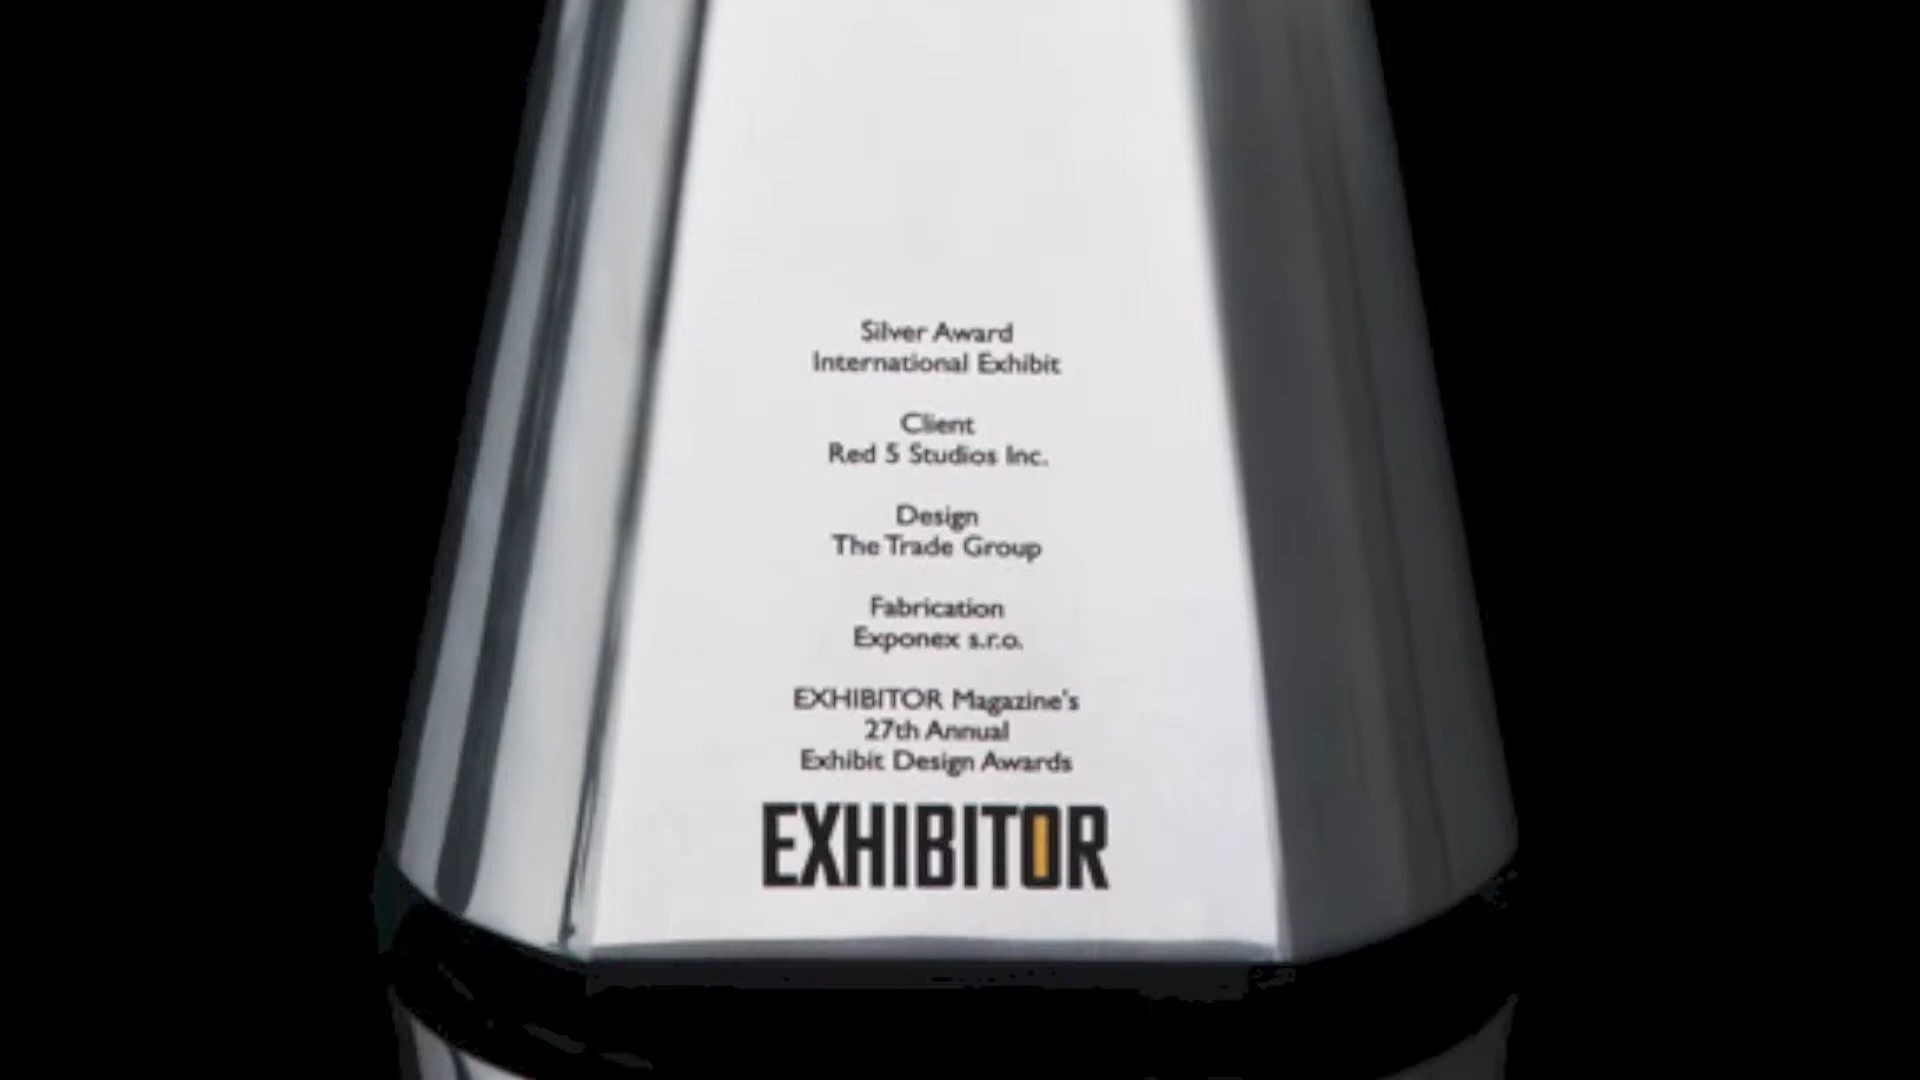 Silver Award
International Exhibit
Client
Red 5 Studios Inc.
Design
The Trade Group
Fabrication
Exponex s.r.o.
EXHIBITOR Magazine's
27th Annual
Exhibit Design Awards
EXHIBITOR